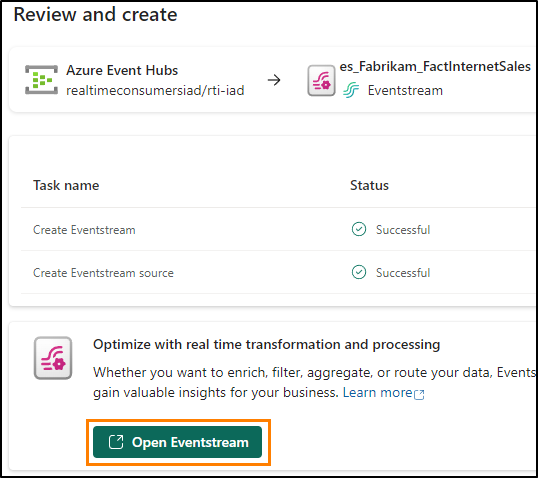 Review and create
Azure Event Hubs
realtimeconsumersiad/rti-iad
es_Fabrikam_FactInternetSales
Eventstream
Task name Status
Create Eventstream Successful
Create Eventstream source Successful
Optimize with real time transformation and processing
Whether you want to enrich, filter, aggregate, or route your data, Events
gain valuable insights for your business. Learn more
Open Eventstream